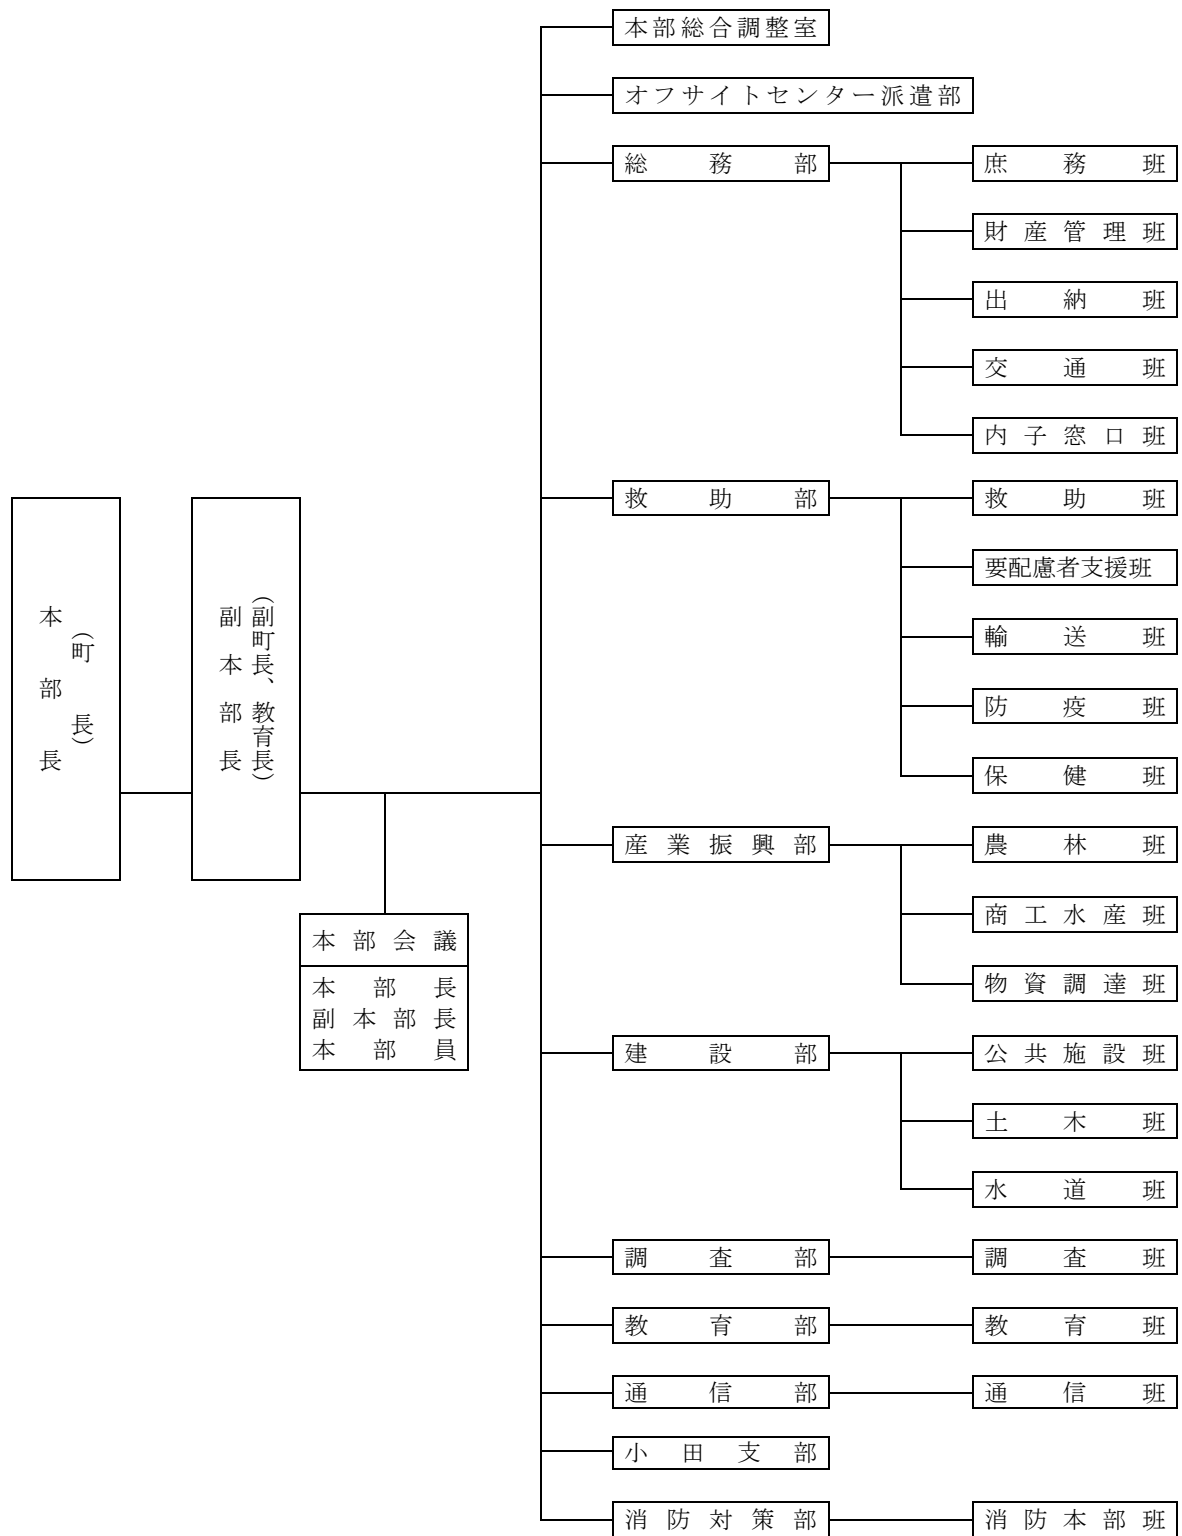 本部長
(町長)
副本部長
(副町長、教育長)
本部会議
本部長
副本部長
本部員
本部総合調整室
オフサイトセンター派遣部
総務部
庶務班
財産管理班
出納班
交通班
内子窓口班
救助部
救助班
要配慮者支援班
輸送班
防疫班
保健班
産業振興部
農林班
商工水産班
物資調達班
建設部
公共施設班
土木班
水道班
調査部
調査班
教育部
教育班
通信部
通信班
小田支部
消防対策部
消防本部班